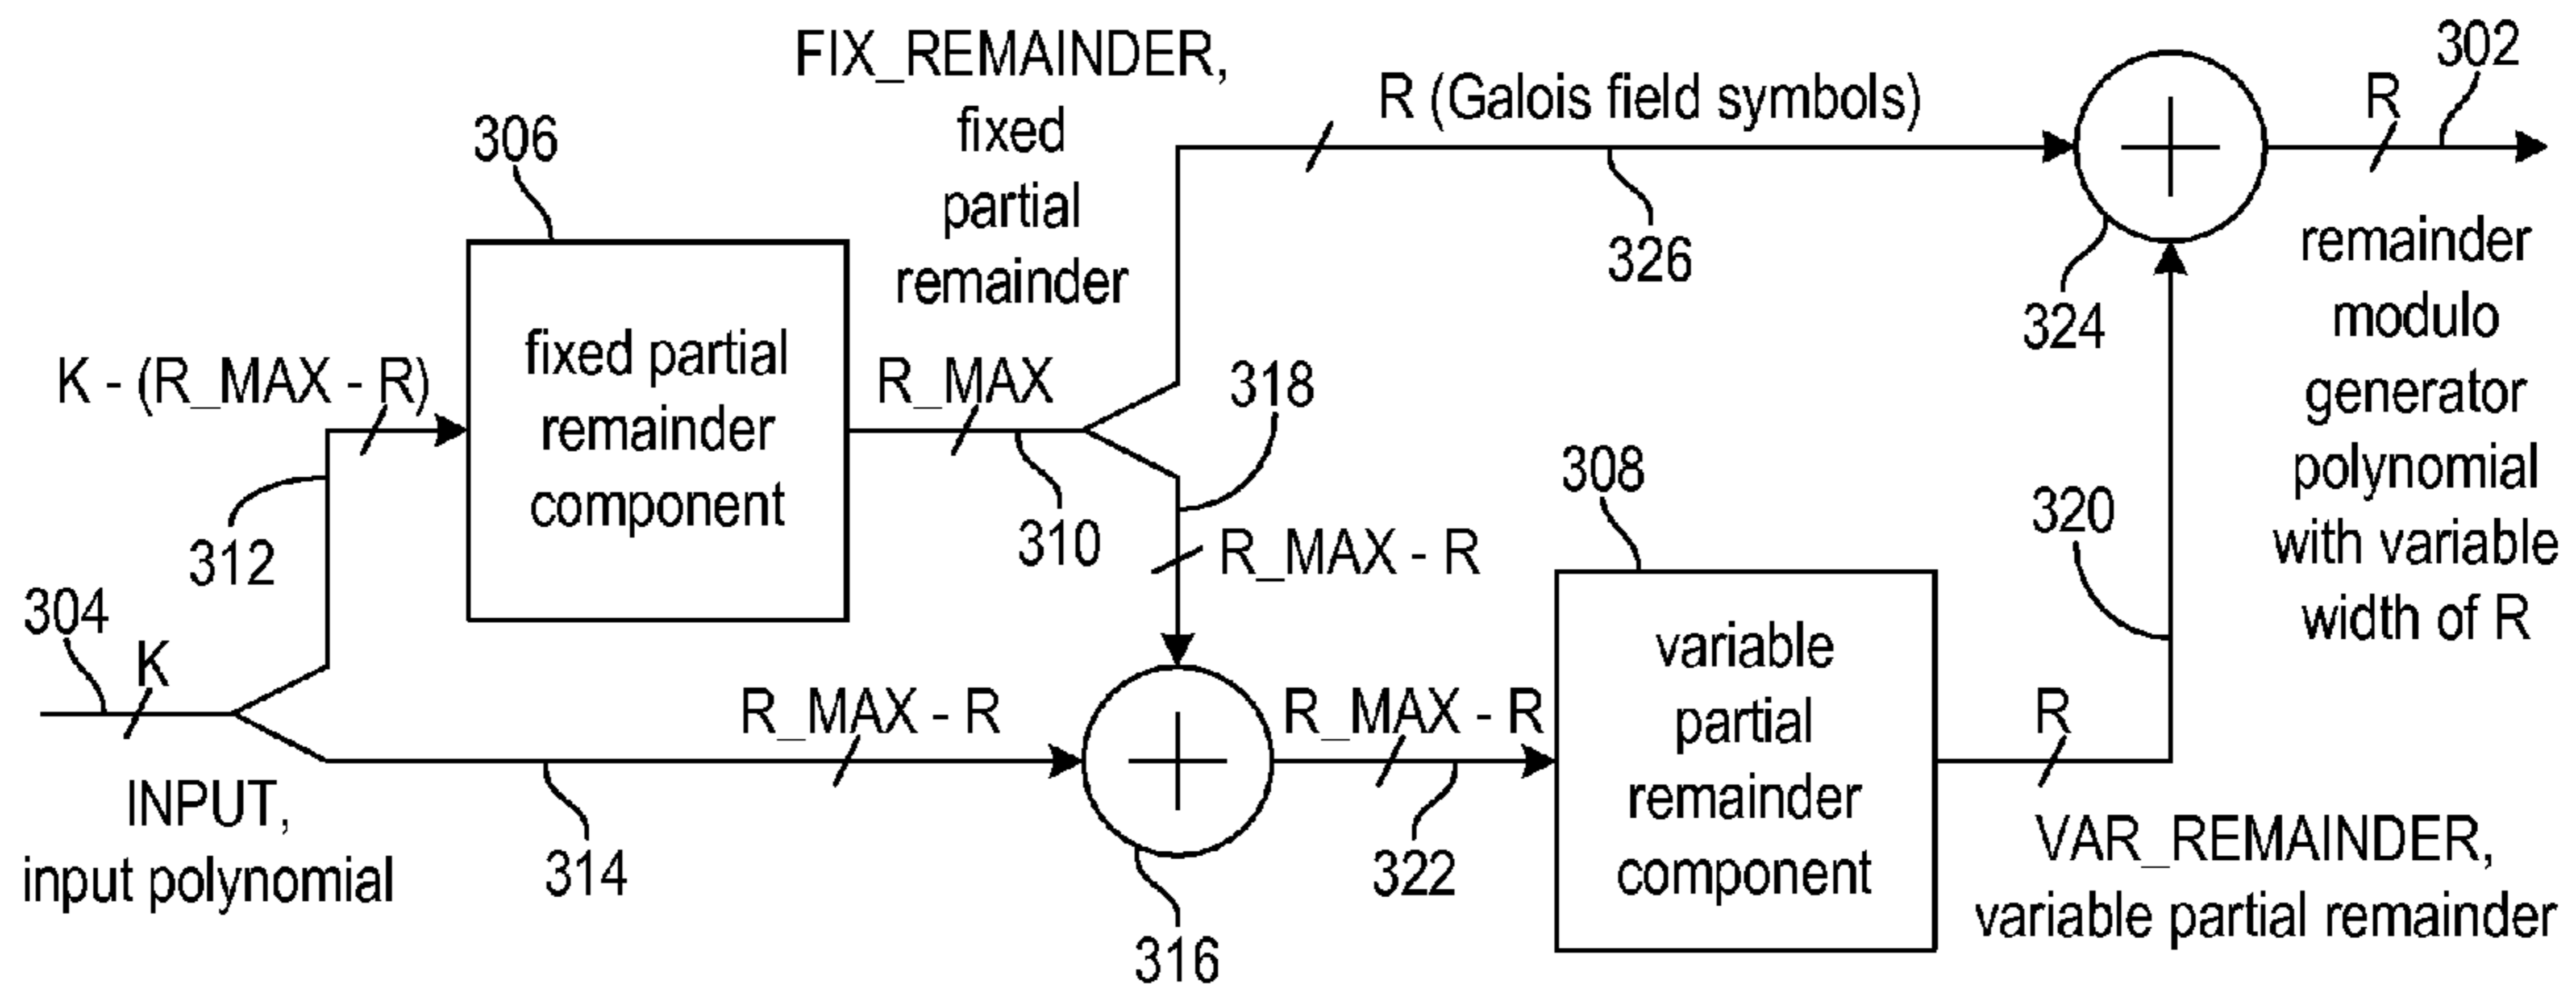 302
FIX_REMAINDER,
fixed
partial
remainder
R (Galois field symbols)
R
306
326
324
remainder
modulo
generator
polynomial
with variable
width of R
K - (R_MAX - R)
fixed partial
remainder
component
R_MAX
318
310
312
308
320
R_MAX - R
304
K
INPUT,
input polynomial
R_MAX - R
314
316
R_MAX - R
322
variable
partial
remainder
component
R
VAR_REMAINDER,
variable partial remainder